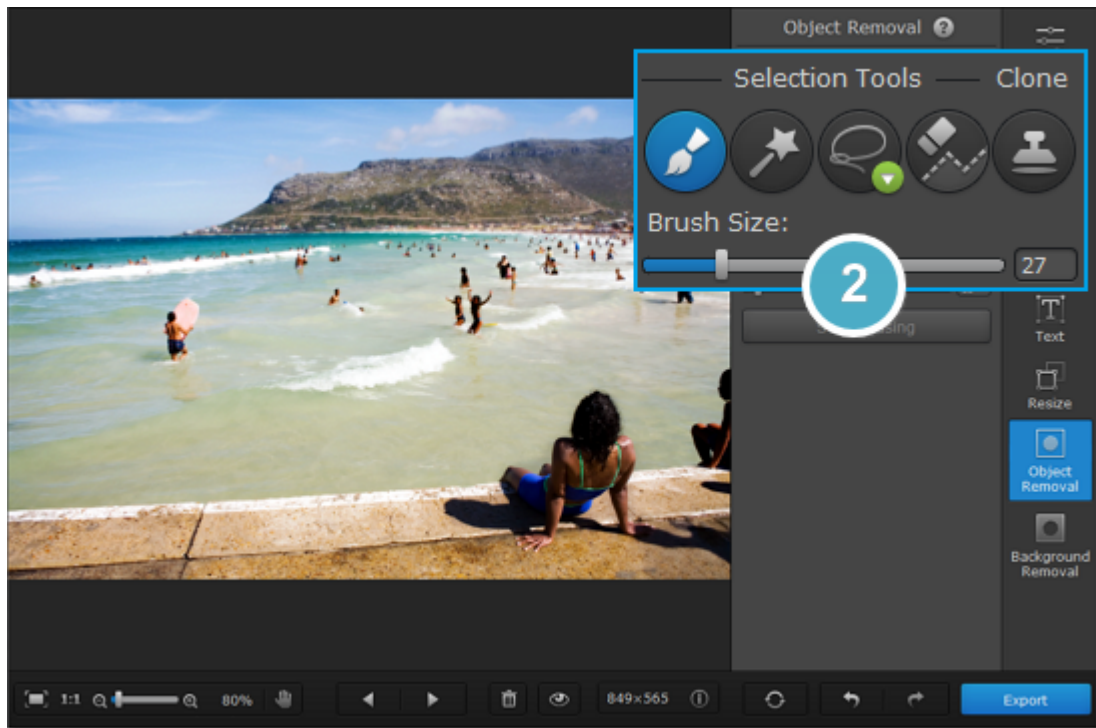 Object Removal ?
Selection Tools Clone
Brush Size:
27
2
Text
Resize
Object
Removal
Background
Removal
1:1 80% 849×565 Export